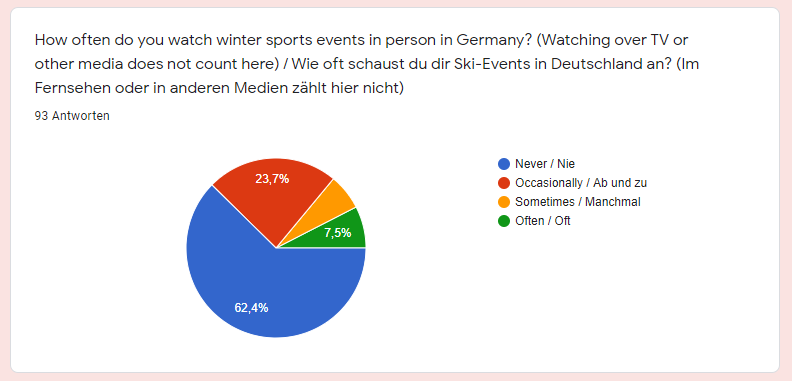 How often do you watch winter sports events in person in Germany? (Watching over TV or
other media does not count here) / Wie oft schaust du dir Ski-Events in Deutschland an? (Im
Fernsehen oder in anderen Medien zählt hier nicht)
93 Antworten
23,7%
7,5%
62,4%
Never / Nie
Occasionally / Ab und zu
Sometimes / Manchmal
Often / Oft